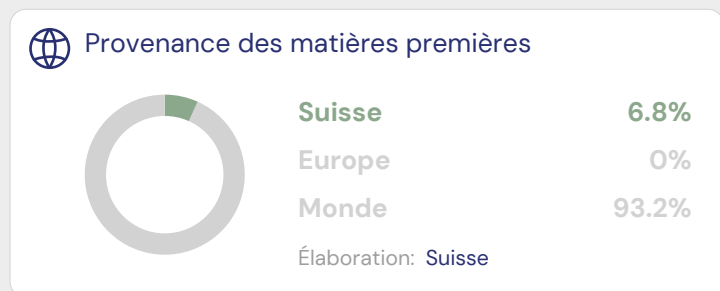 Provenance des matières premières
Suisse 6.8%
Europe 0%
Monde 93.2%
Élaboration: Suisse